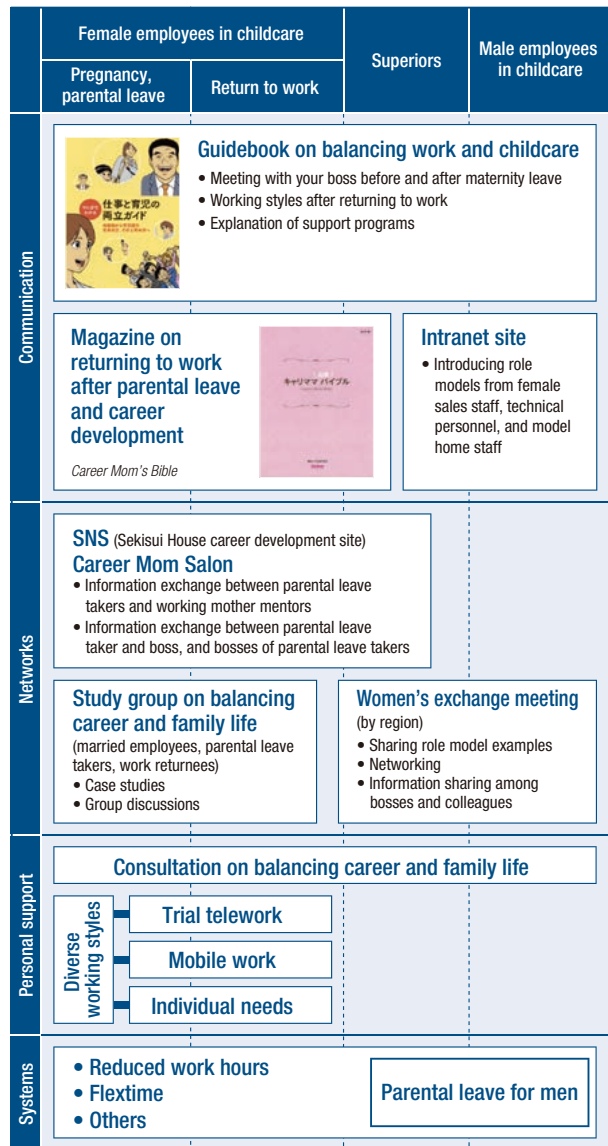 Female employees in childcare
Pregnancy,
parental leave
Return to work
Superiors
Male employees
in childcare
Communication
仕事と育児の
両立ガイド
Guidebook on balancing work and childcare
• Meeting with your boss before and after maternity leave
• Working styles after returning to work
• Explanation of support programs
Magazine on
returning to work
after parental leave
and career
development
Career Mom's Bible
キャリママ バイブル
Intranet site
• Introducing role
models from female
sales staff, technical
personnel, and model
home staff
Networks
SNS (Sekisui House career development site)
Career Mom Salon
• Information exchange between parental leave
takers and working mother mentors
• Information exchange between parental leave
taker and boss, and bosses of parental leave takers
Study group on balancing
career and family life
(married employees, parental leave
takers, work returnees)
• Case studies
• Group discussions
Women's exchange meeting
(by region)
• Sharing role model examples
• Networking
• Information sharing among
bosses and colleagues
Personal support
Consultation on balancing career and family life
Diverse
working styles
Trial telework
Mobile work
Individual needs
Systems
• Reduced work hours
• Flextime
• Others
Parental leave for men